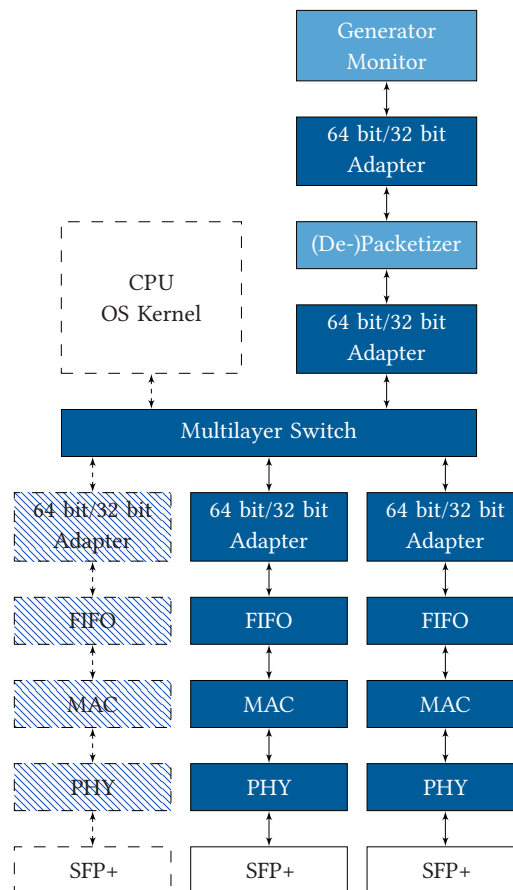 Generator
Monitor
64 bit/32 bit
Adapter
(De-)Packetizer
CPU
OS Kernel
64 bit/32 bit
Adapter
Multilayer Switch
64 bit/32 bit
Adapter
64 bit/32 bit
Adapter
64 bit/32 bit
Adapter
FIFO
FIFO
FIFO
MAC
MAC
MAC
PHY
PHY
PHY
SFP+
SFP+
SFP+